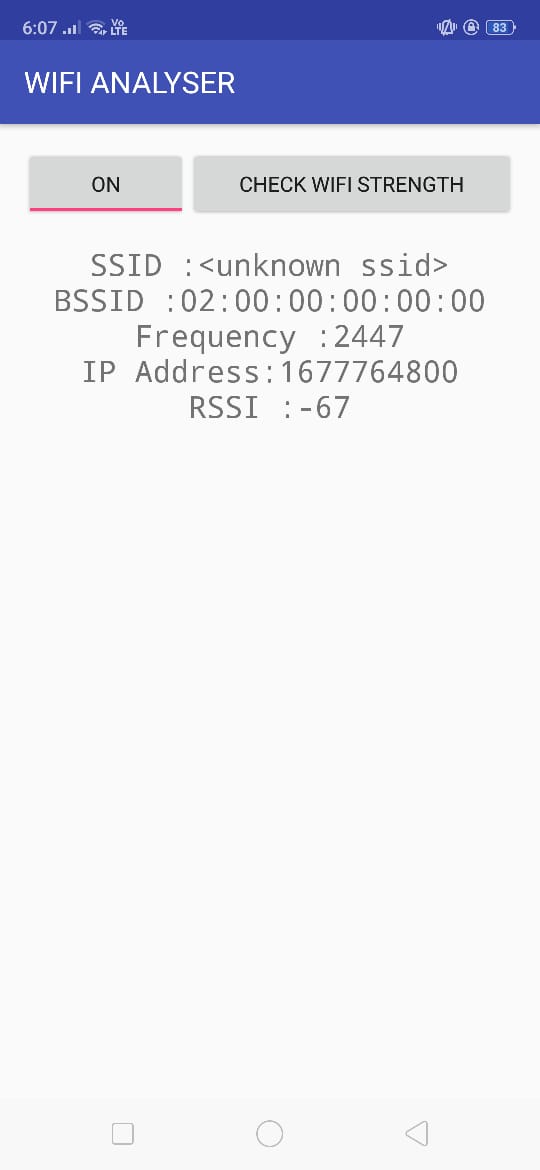 6:07 Vo LTE 83
WIFI ANALYSER
ON CHECK WIFI STRENGTH
SSID :<unknown ssid>
BSSID :02:00:00:00:00:00
Frequency :2447
IP Address:1677764800
RSSI :-67